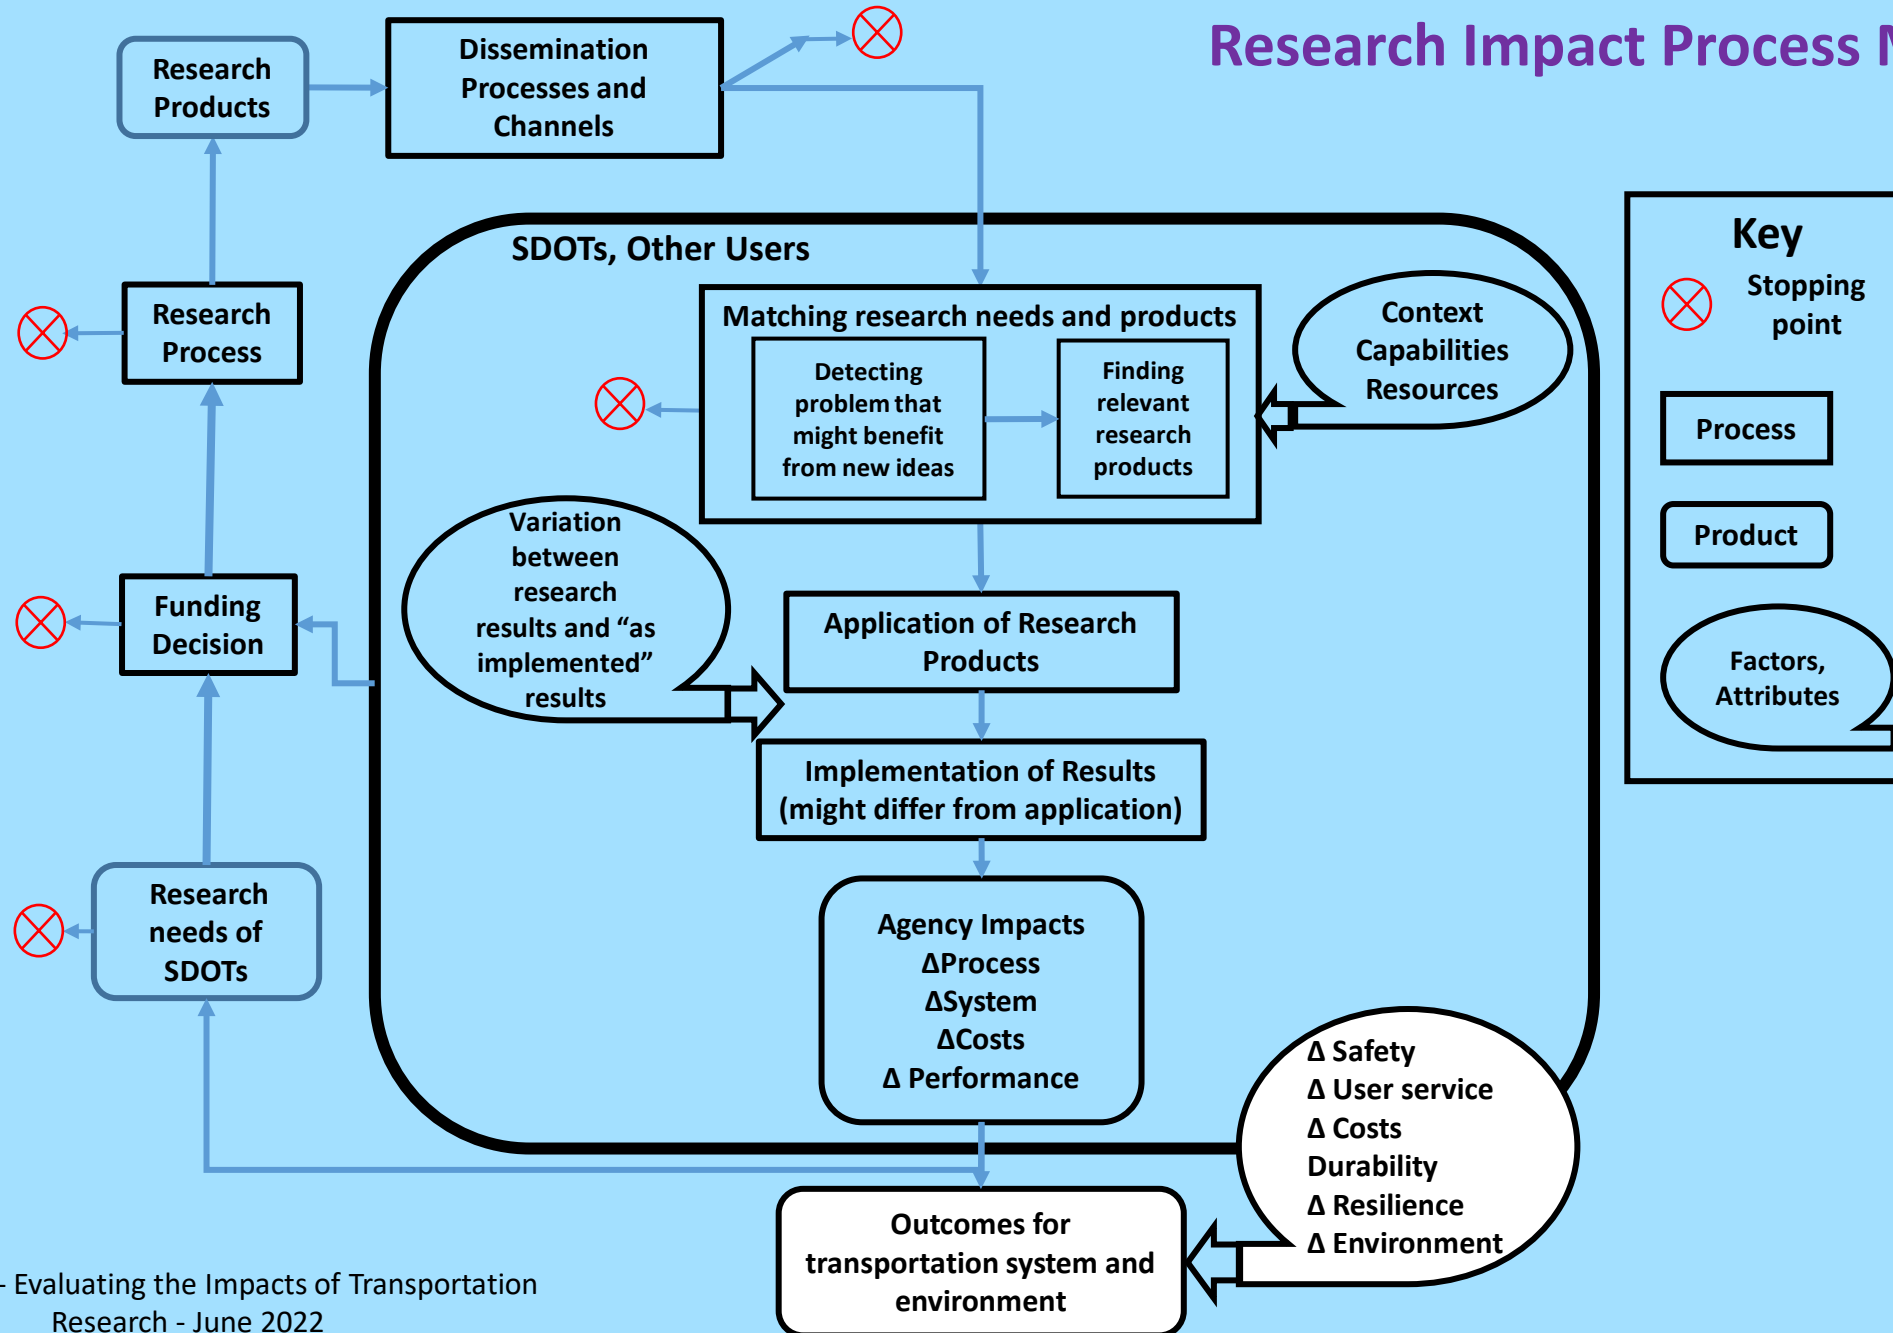 Research Impact Process
Research
Products
Dissemination
Processes and
Channels
SDOTs, Other Users
Key
Stopping
point
Process
Product
Factors,
Attributes
Research
Process
Matching research needs and products
Detecting
problem that
might benefit
from new ideas
Finding
relevant
research
products
Context
Capabilities
Resources
Variation
between
research
results and “as
implemented”
results
Funding
Decision
Application of Research
Products
Implementation of Results
(might differ from application)
Research
needs of
SDOTs
Agency Impacts
ΔProcess
ΔSystem
ΔCosts
Δ Performance
Δ Safety
Δ User service
Δ Costs
Durability
Δ Resilience
Δ Environment
Outcomes for
transportation system and
environment
- Evaluating the Impacts of Transportation
Research - June 2022